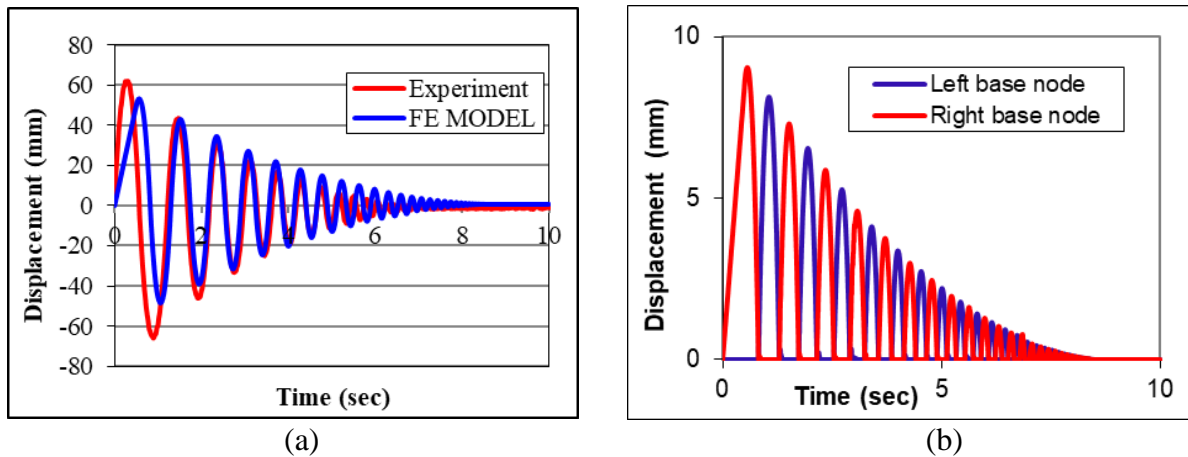 80
60
40
20
0
-20
-40
-60
-80
Displacement (mm)
0
2
4
6
8
10
Time (sec)
Experiment
FE MODEL
(a)
10
5
0
Displacement (mm)
0
5
10
Time (sec)
Left base node
Right base node
(b)